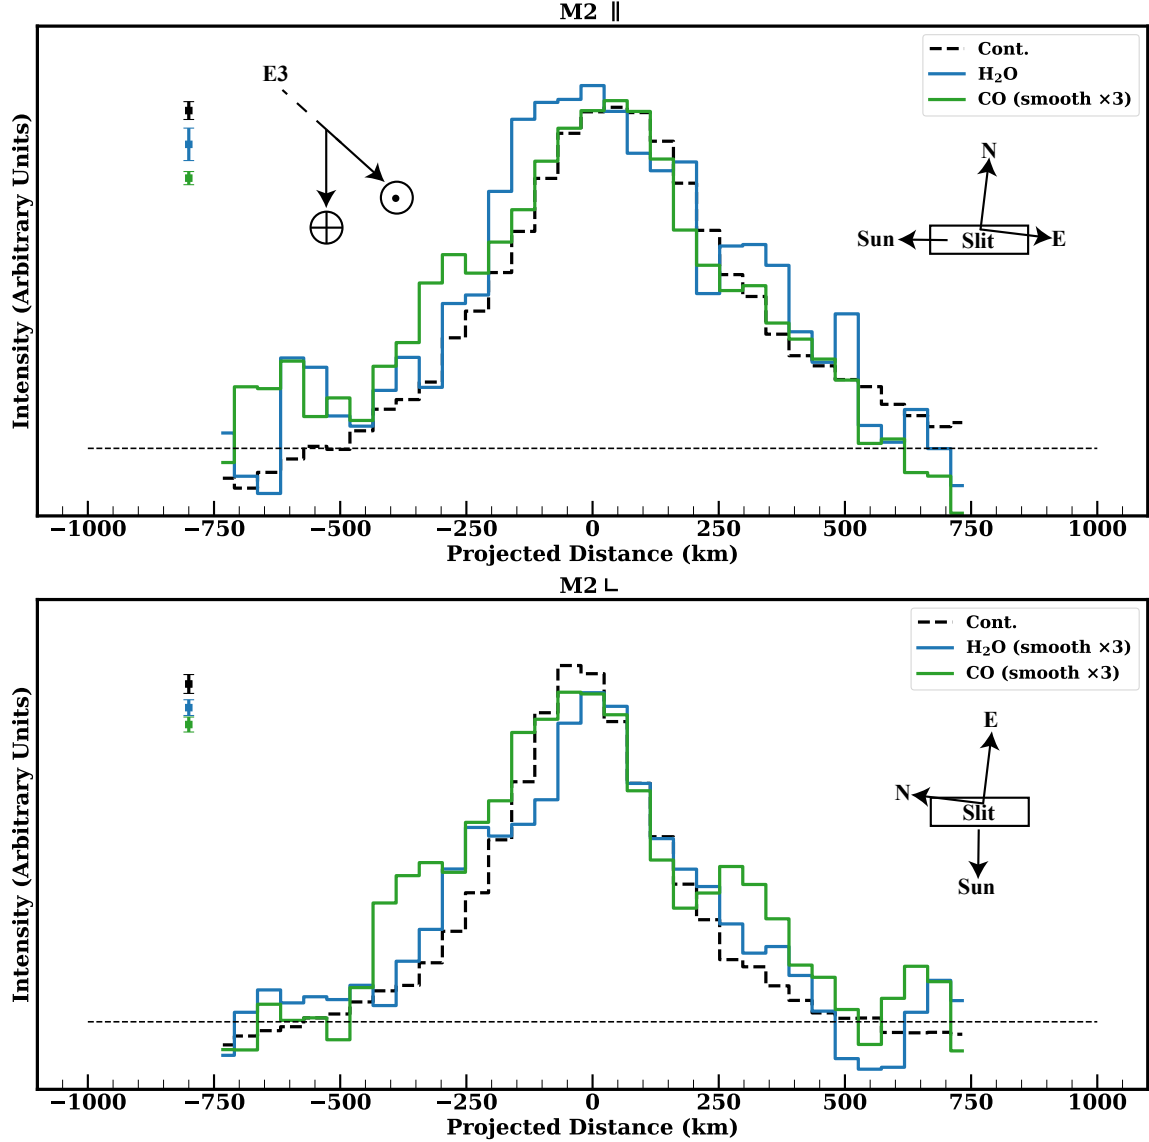 M2 ∥
Cont.
H₂O
CO (smooth ×3)
E3
N
Sun
Slit
E
Intensity (Arbitrary Units)
−1000 −750 −500 −250 0 250 500 750 1000
Projected Distance (km)
M2 ∟
Cont.
H₂O (smooth ×3)
CO (smooth ×3)
E
N
Slit
Sun
Intensity (Arbitrary Units)
−1000 −750 −500 −250 0 250 500 750 1000
Projected Distance (km)